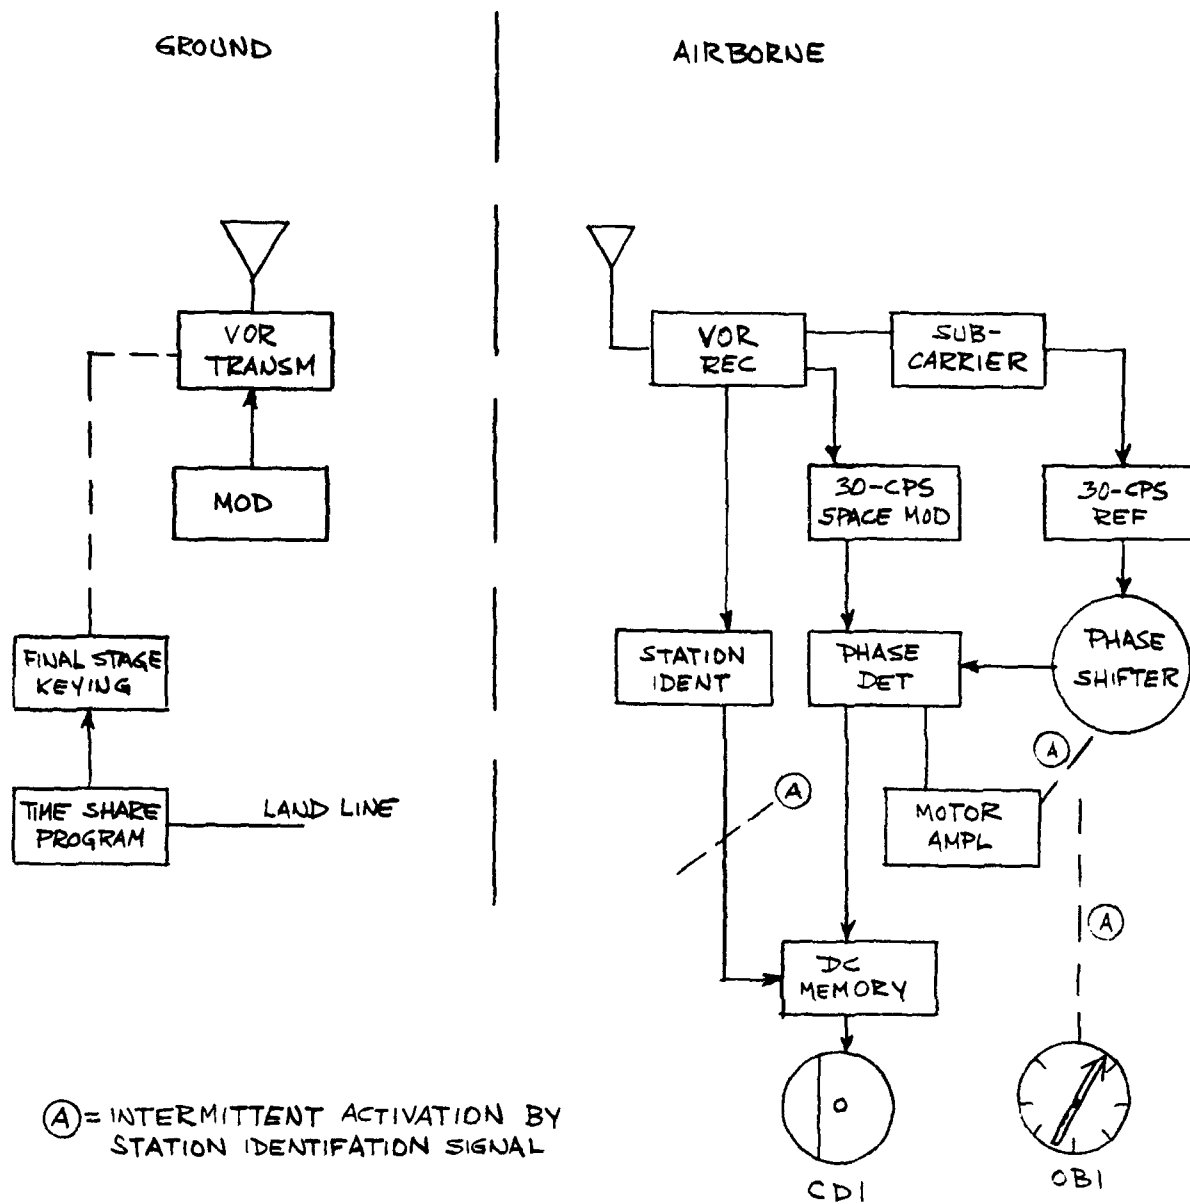 GROUND
AIRBORNE
VOR
TRANSM
MOD
FINAL STAGE
KEYING
TIME SHARE
PROGRAM
LAND LINE
VOR
REC
SUB-
CARRIER
30-CPS
SPACE MOD
30-CPS
REF
STATION
IDENT
PHASE
DET
PHASE
SHIFTER
A
A
MOTOR
AMPL
A
DC
MEMORY
CDI
OBI
A = INTERMITTENT ACTIVATION BY
STATION IDENTIFATION SIGNAL